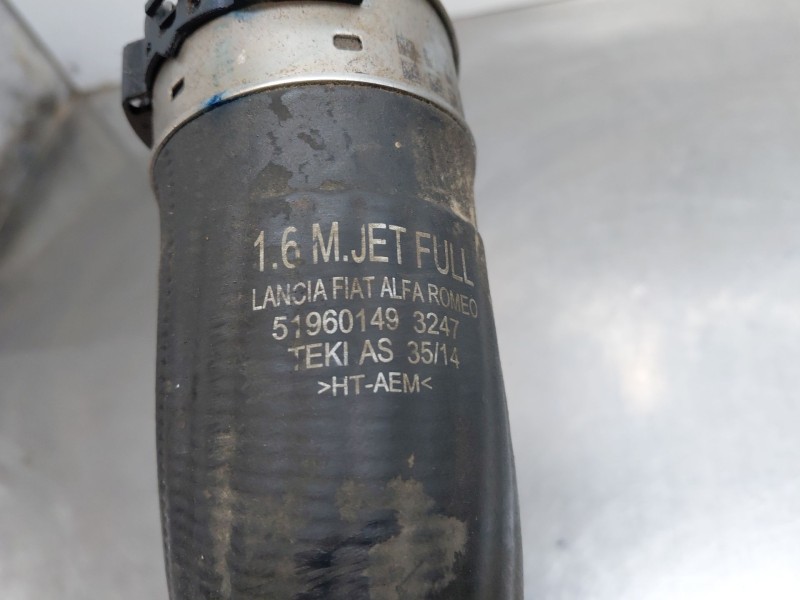 1.6 M.JET FULL
LANCIA FIAT ALFA ROMEO
51960149 3247
TEKI AS 35/14
>HT-AEM<